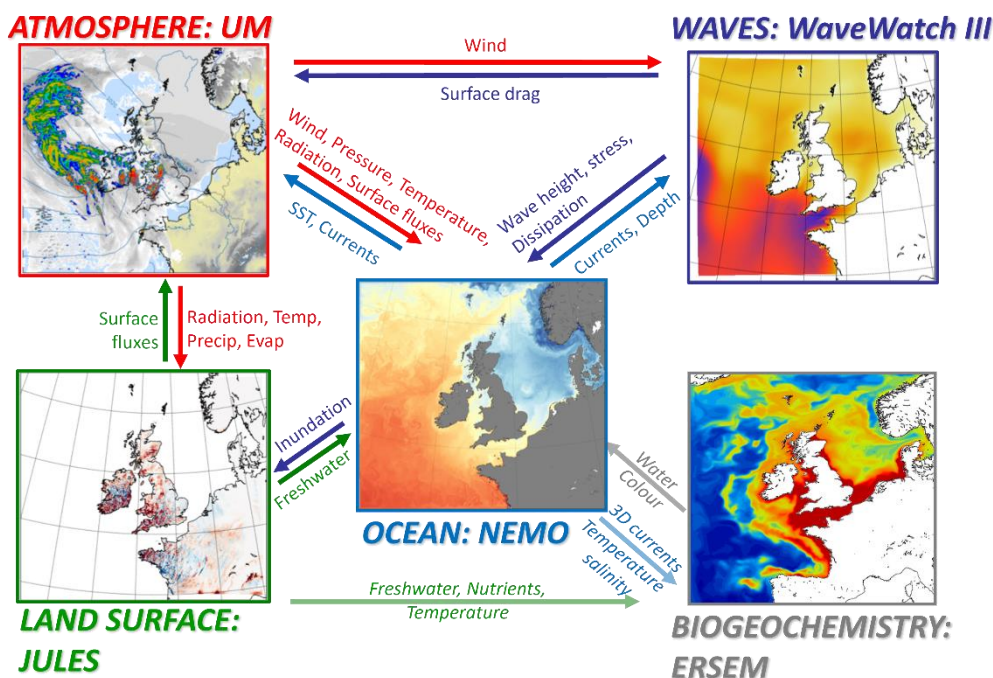 ATMOSPHERE: UM
WAVES: WaveWatch III
Wind
Surface drag
Wind, Pressure, Temperature,
Radiation, Surface fluxes
SST, Currents
Wave height, stress,
Dissipation
Currents, Depth
Surface
fluxes
Radiation, Temp,
Precip, Evap
Inundation
Freshwater
OCEAN: NEMO
Water
Colour
3D currents
Temperature
salinity
Freshwater, Nutrients,
Temperature
LAND SURFACE:
JULES
BIOGEOCHEMISTRY:
ERSEM